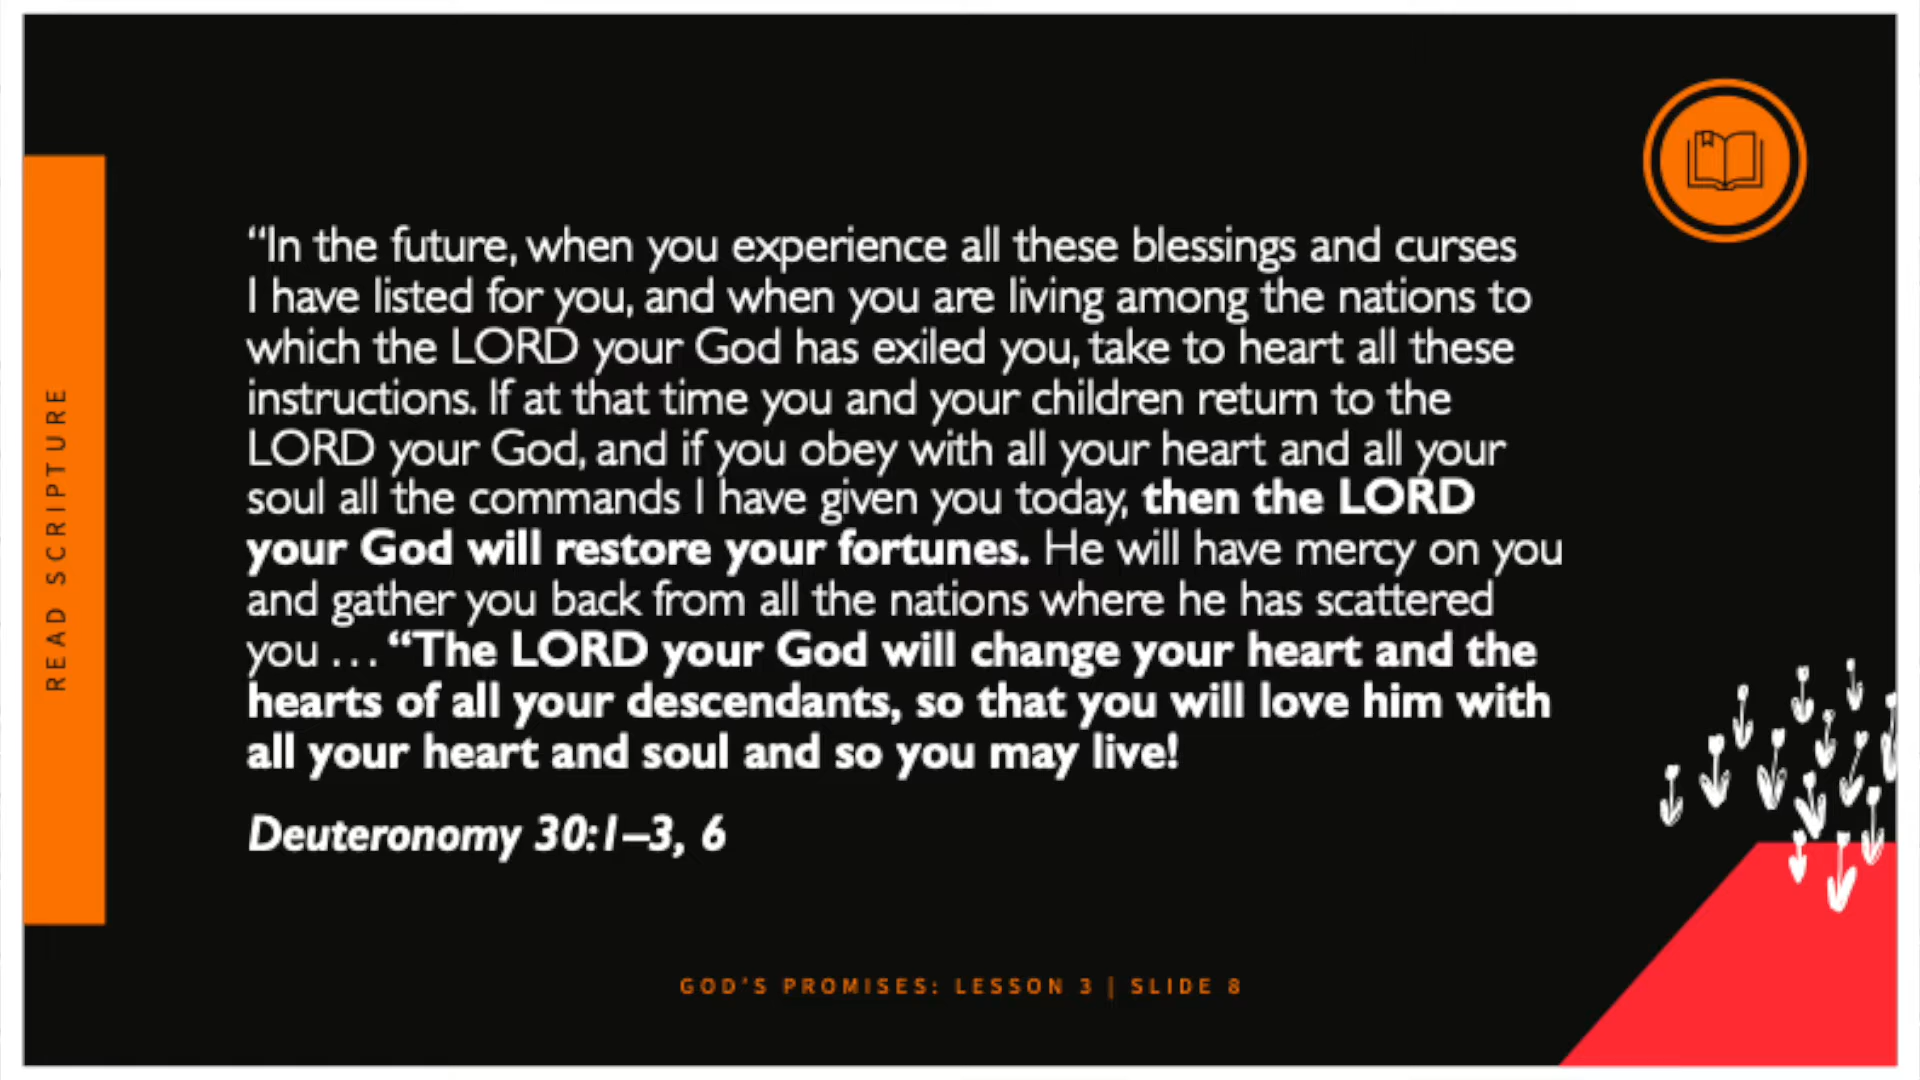 READ SCRIPTURE
“In the future, when you experience all these blessings and curses
I have listed for you, and when you are living among the nations to
which the LORD your God has exiled you, take to heart all these
instructions. If at that time you and your children return to the
LORD your God, and if you obey with all your heart and all your
soul all the commands I have given you today, then the LORD
your God will restore your fortunes. He will have mercy on you
and gather you back from all the nations where he has scattered
you . . . “The LORD your God will change your heart and the
hearts of all your descendants, so that you will love him with
all your heart and soul and so you may live!
Deuteronomy 30:1–3, 6
GOD'S PROMISES: LESSON 3 | SLIDE 8